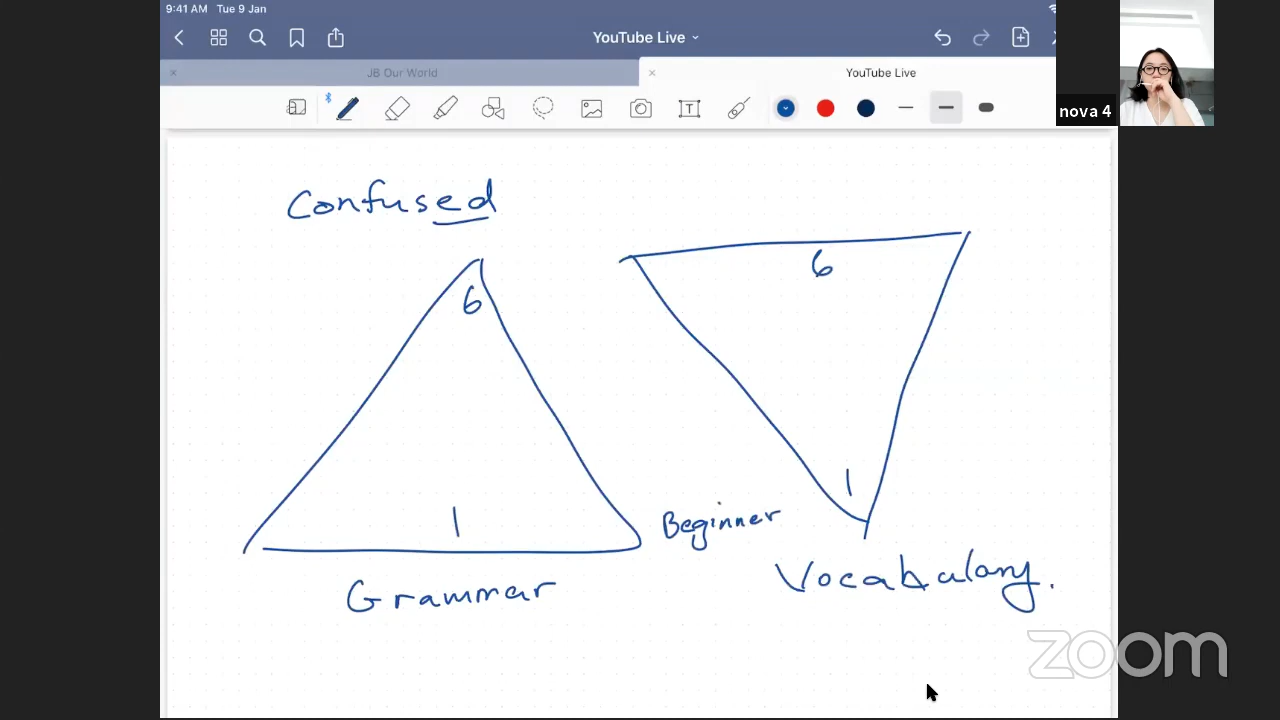 9:41 AM Tue 9 Jan
YouTube Live
JB Our World
YouTube Live
nova 4
Confused
6
6
1
1
Beginner
Grammar
Vocabulary.
zoom